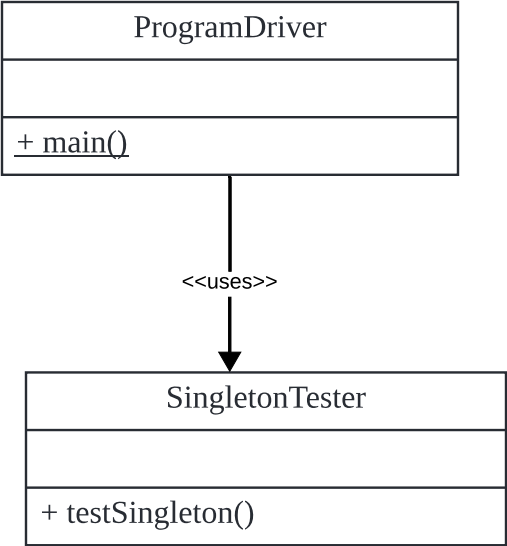 ProgramDriver
+ main()
<<uses>>
SingletonTester
+ testSingleton()